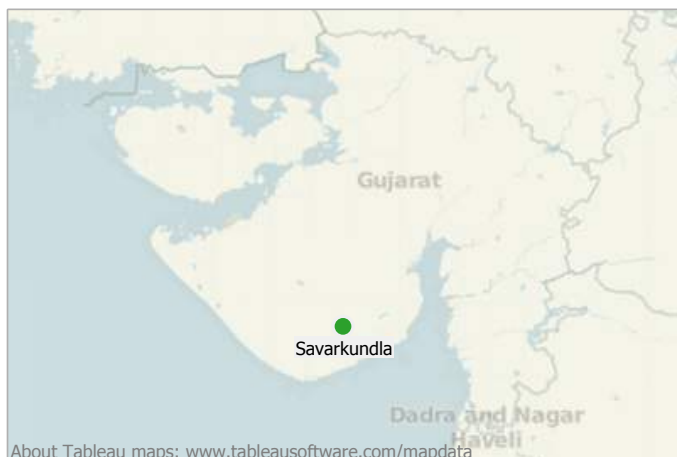 Gujarat
Savarkundla
Dadra and Nagar
Haveli
About Tableau maps: www.tableausoftware.com/mapdata